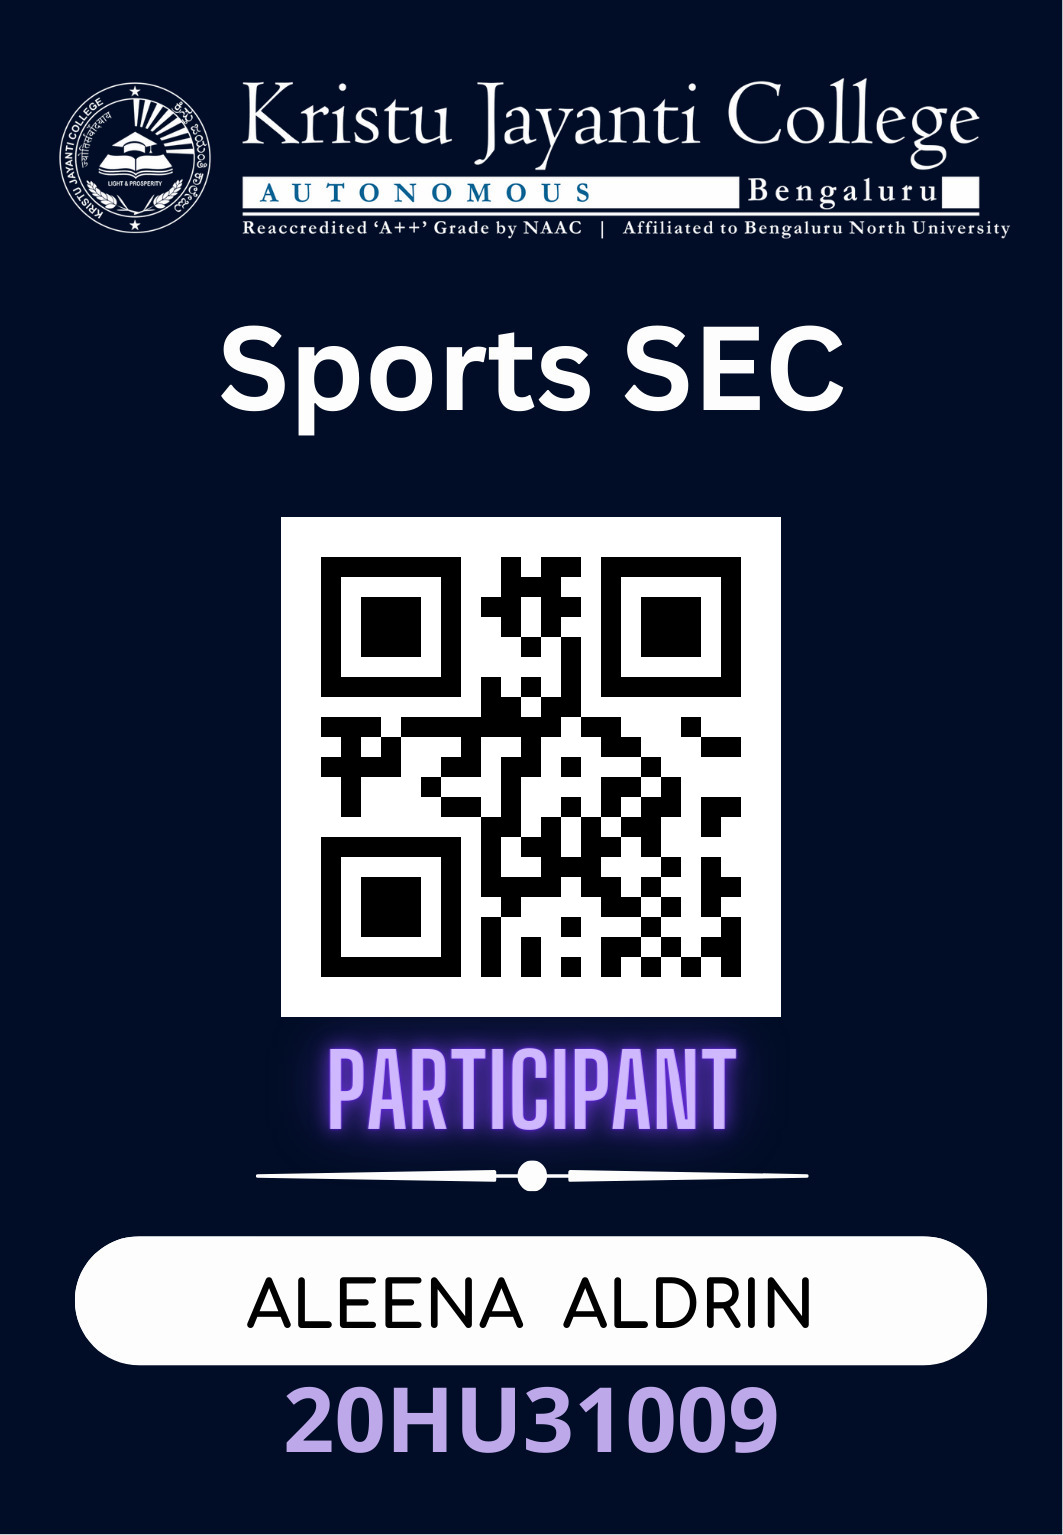 KRISTU JAYANTI COLLEGE
ज्योतिसंवादयाय
LIGHT & PROSPERITY
Kristu Jayanti College
AUTONOMOUS
Bengaluru
Reaccredited ‘A++’ Grade by NAAC | Affiliated to Bengaluru North University
Sports SEC
PARTICIPANT
ALEENA ALDRIN
20HU31009